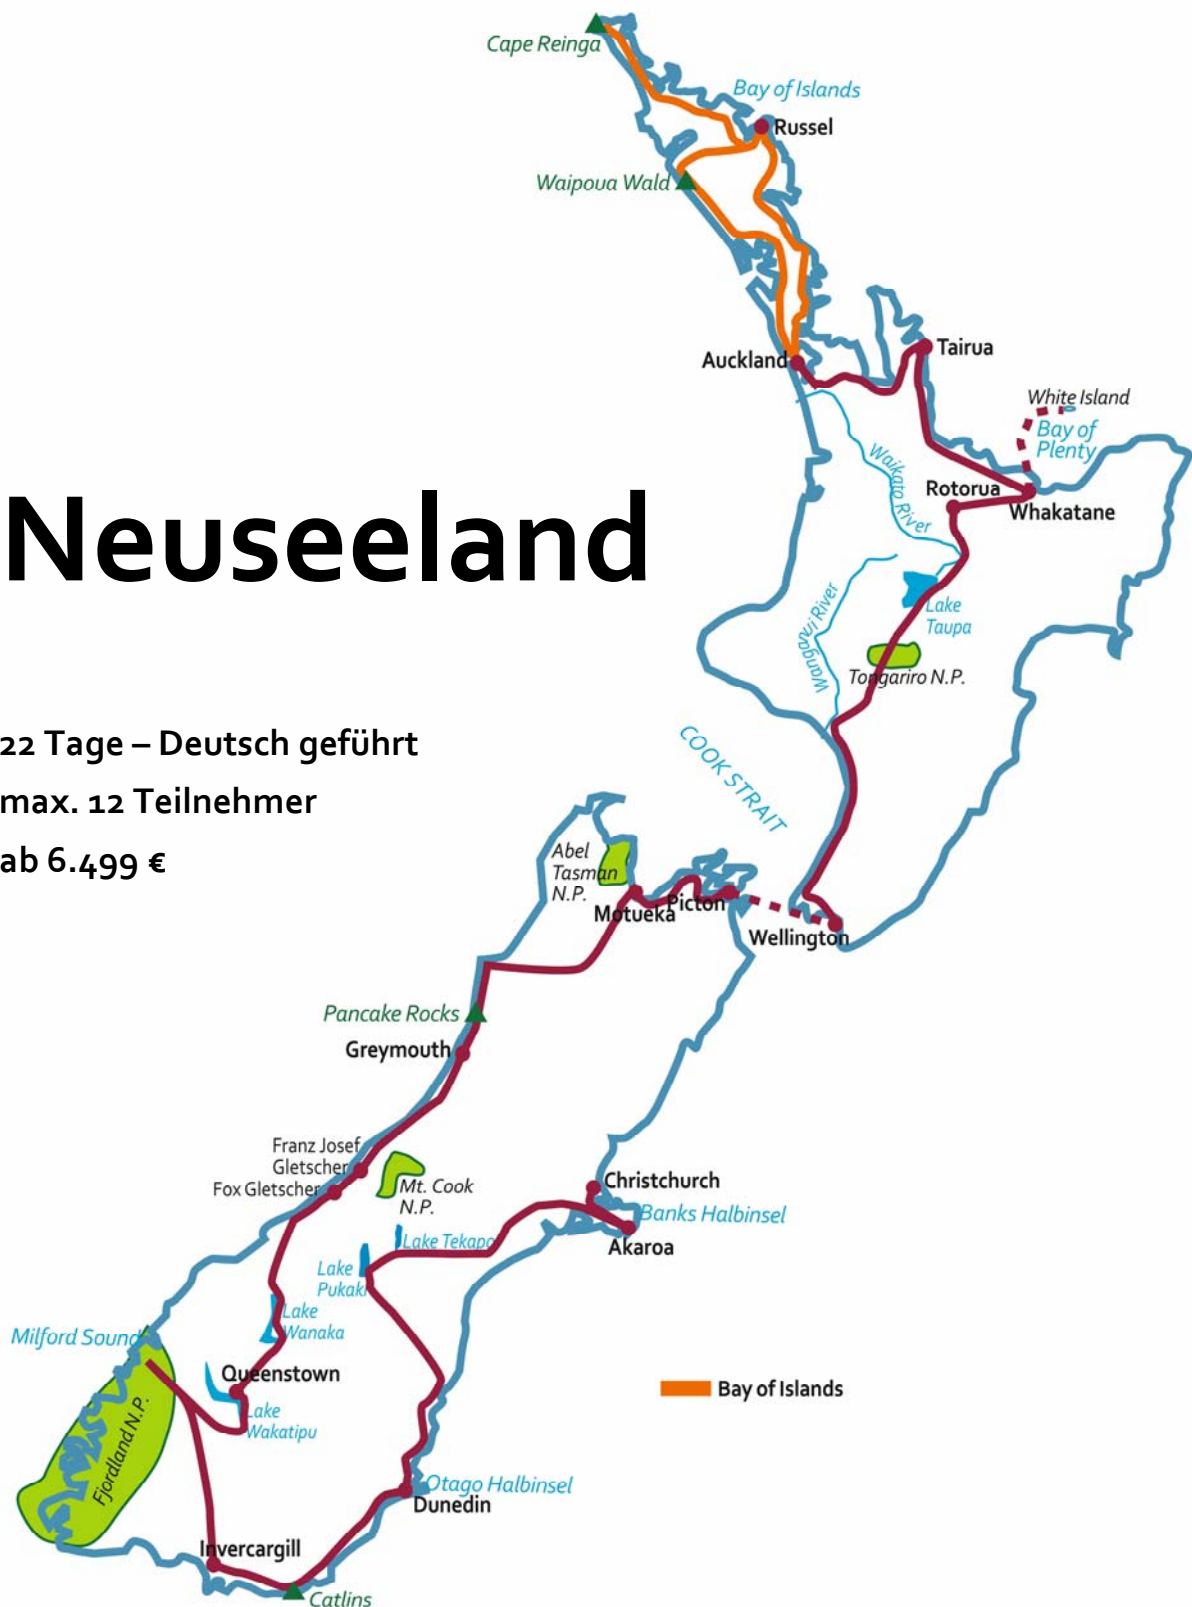 Cape Reinga
Bay of Islands
Russel
Waipoua Wald
Auckland
Tairua
White Island
Bay of
Plenty
Waikato River
Rotorua
Whakatane
Neuseeland
Wanganui River
Lake
Taupa
Tongariro N.P.
22 Tage – Deutsch geführt
COOK STRAIT
max. 12 Teilnehmer
ab 6.499 €
Abel
Tasman
N.P.
Motueka
Picton
Wellington
Pancake Rocks
Greymouth
Franz Josef
Gletscher
Fox Gletscher
Mt. Cook
N.P.
Christchurch
Banks Halbinsel
Akaroa
Lake Tekapo
Lake
Pukaki
Lake
Wanaka
Milford Sound
Queenstown
Bay of Islands
Lake
Wakatipu
Fjordland N.P.
Otago Halbinsel
Dunedin
Invercargill
Catlins